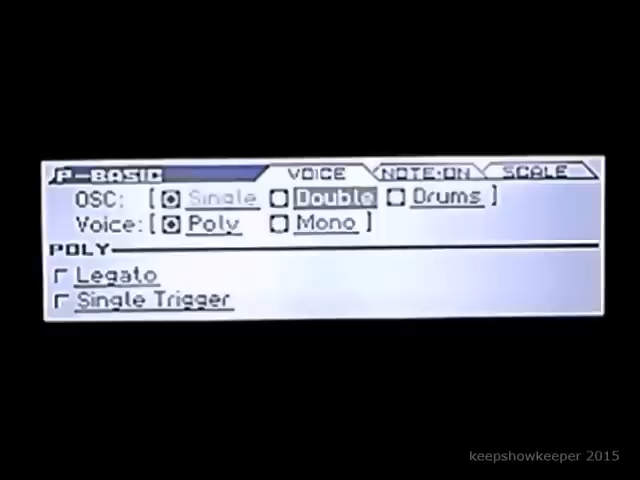 P-BASIC VOICE NOTE-ON SCALE
OSC: [ Single Double Drums ]
Voice: [ Poly Mono ]
POLY
Legato
Single Trigger
keepshowkeeper 2015